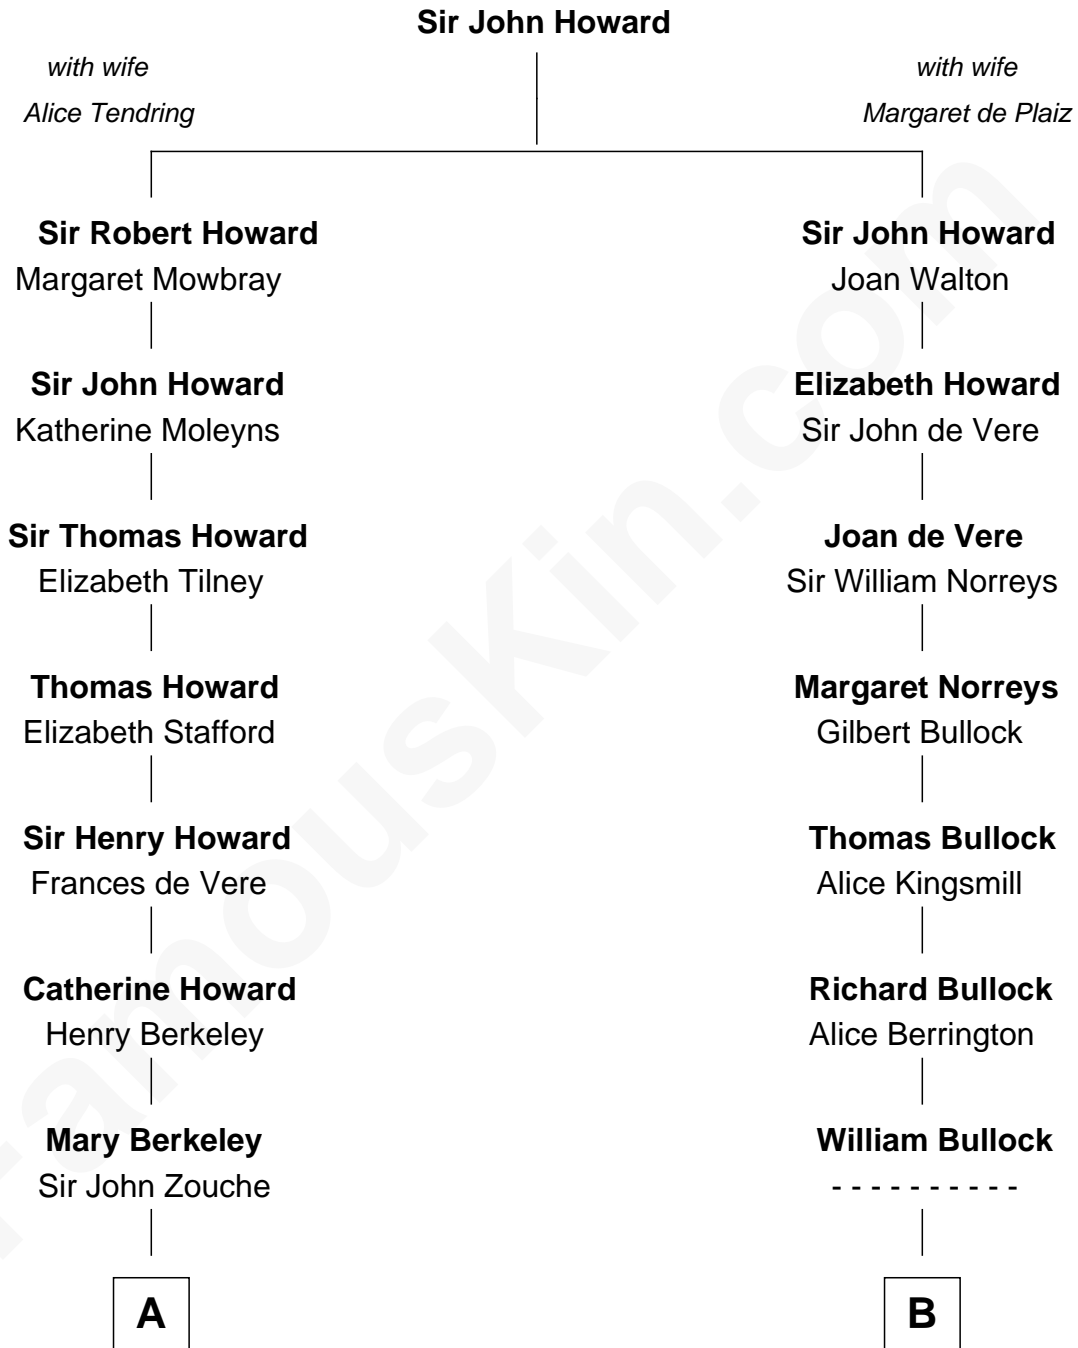 Sir John Howard
with wife
Alice Tendring
with wife
Margaret de Plaiz
Sir Robert Howard
Margaret Mowbray
Sir John Howard
Katherine Moleyns
Sir Thomas Howard
Elizabeth Tilney
Thomas Howard
Elizabeth Stafford
Sir Henry Howard
Frances de Vere
Catherine Howard
Henry Berkeley
Mary Berkeley
Sir John Zouche
A
Sir John Howard
Joan Walton
Elizabeth Howard
Sir John de Vere
Joan de Vere
Sir William Norreys
Margaret Norreys
Gilbert Bullock
Thomas Bullock
Alice Kingsmill
Richard Bullock
Alice Berrington
William Bullock
- - - - - - - - - -
B
FamousKin.com